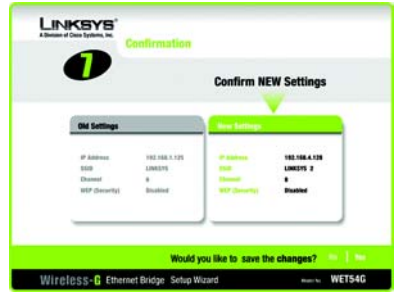 LINKSYS®
A Division of Cisco Systems, Inc.
Confirmation
7
Confirm NEW Settings
Old Settings
IP Address 192.168.1.125
SSID LINKSYS
Channel 6
WEP (Security) Disabled
New Settings
IP Address 192.168.4.128
SSID LINKSYS 2
Channel 6
WEP (Security) Disabled
Would you like to save the changes?
Wireless-G Ethernet Bridge Setup Wizard
Model No. WET54G